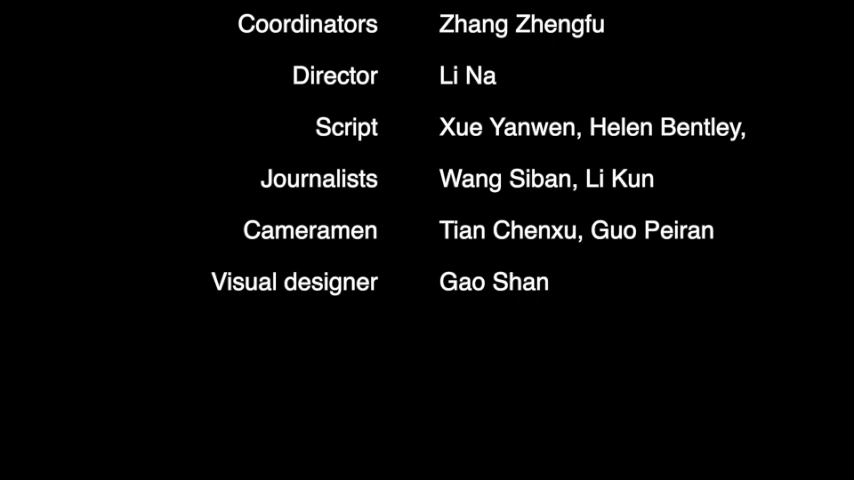 Coordinators Zhang Zhengfu
Director Li Na
Script Xue Yanwen, Helen Bentley,
Journalists Wang Siban, Li Kun
Cameramen Tian Chenxu, Guo Peiran
Visual designer Gao Shan